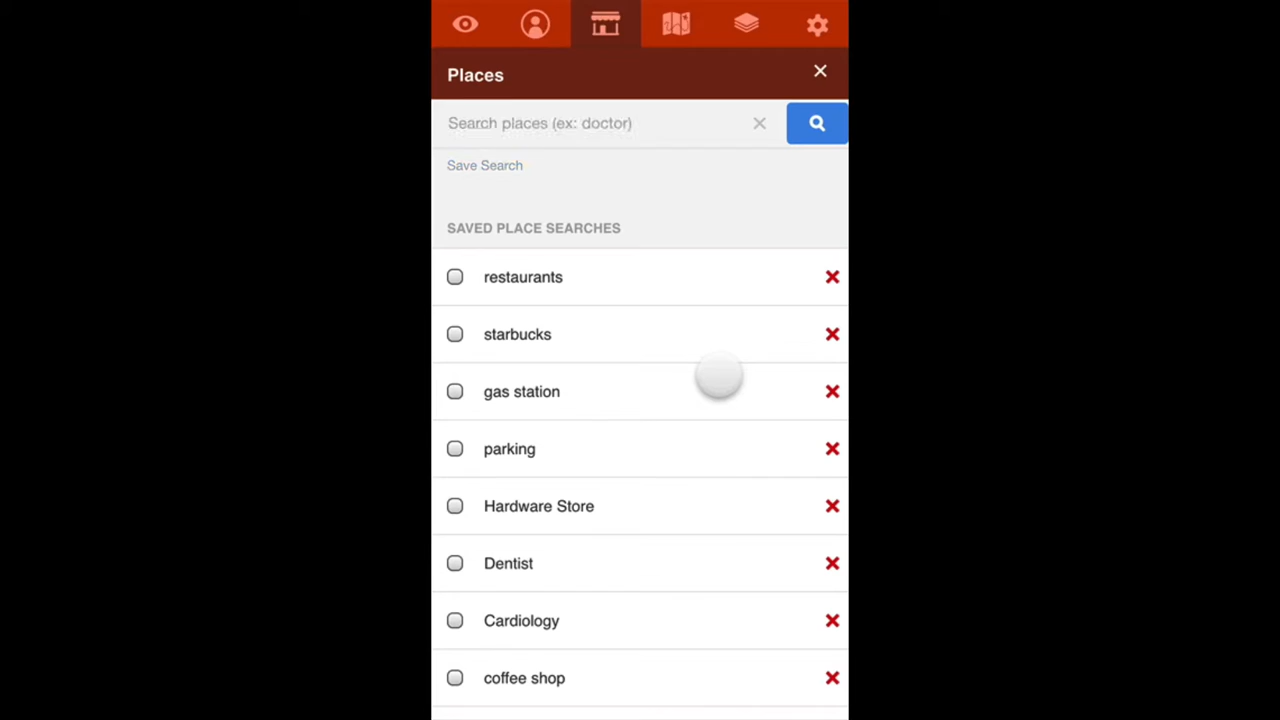 Places
Search places (ex: doctor)
Save Search
SAVED PLACE SEARCHES
restaurants
starbucks
gas station
parking
Hardware Store
Dentist
Cardiology
coffee shop